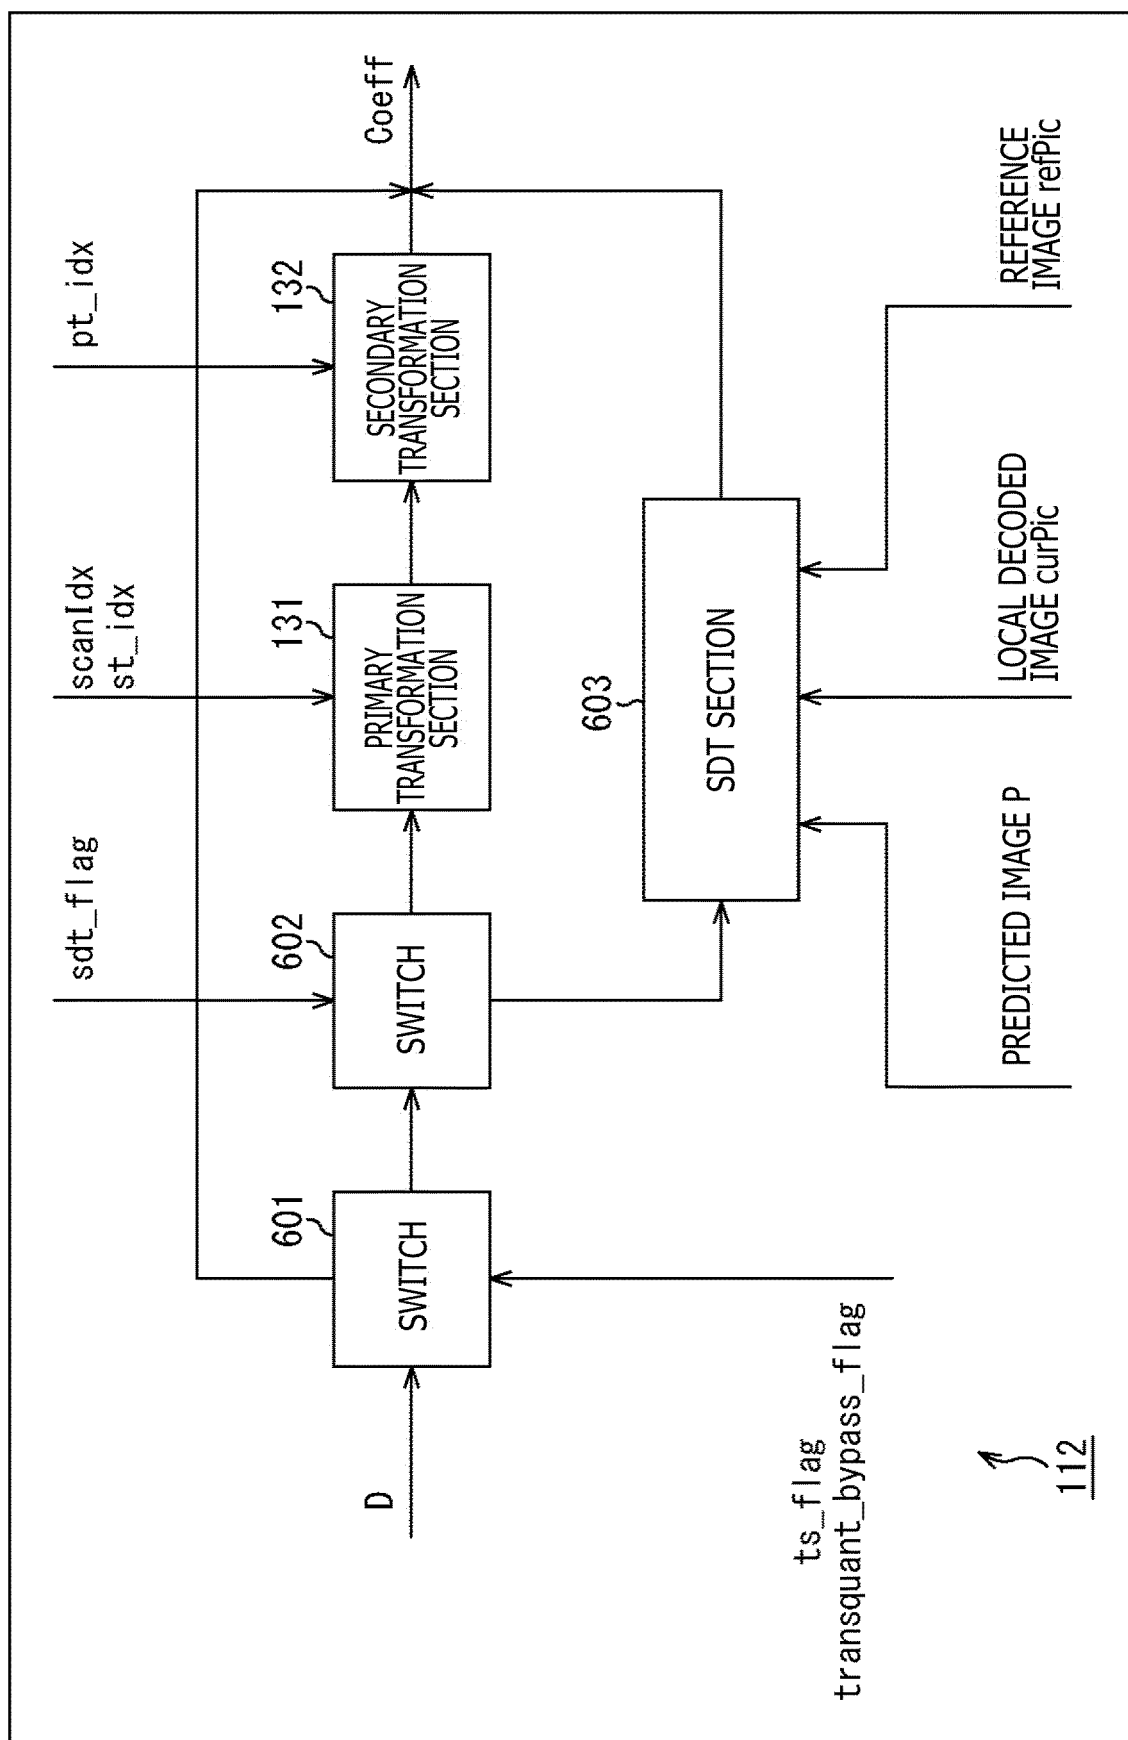 sdt_flag
scanIdx
st_idx
pt_idx
D
601
SWITCH
602
SWITCH
131
PRIMARY
TRANSFORMATION
SECTION
132
SECONDARY
TRANSFORMATION
SECTION
Coeff
603
SDT SECTION
ts_flag
transquant_bypass_flag
PREDICTED IMAGE P
LOCAL DECODED
IMAGE curPic
REFERENCE
IMAGE refPic
112